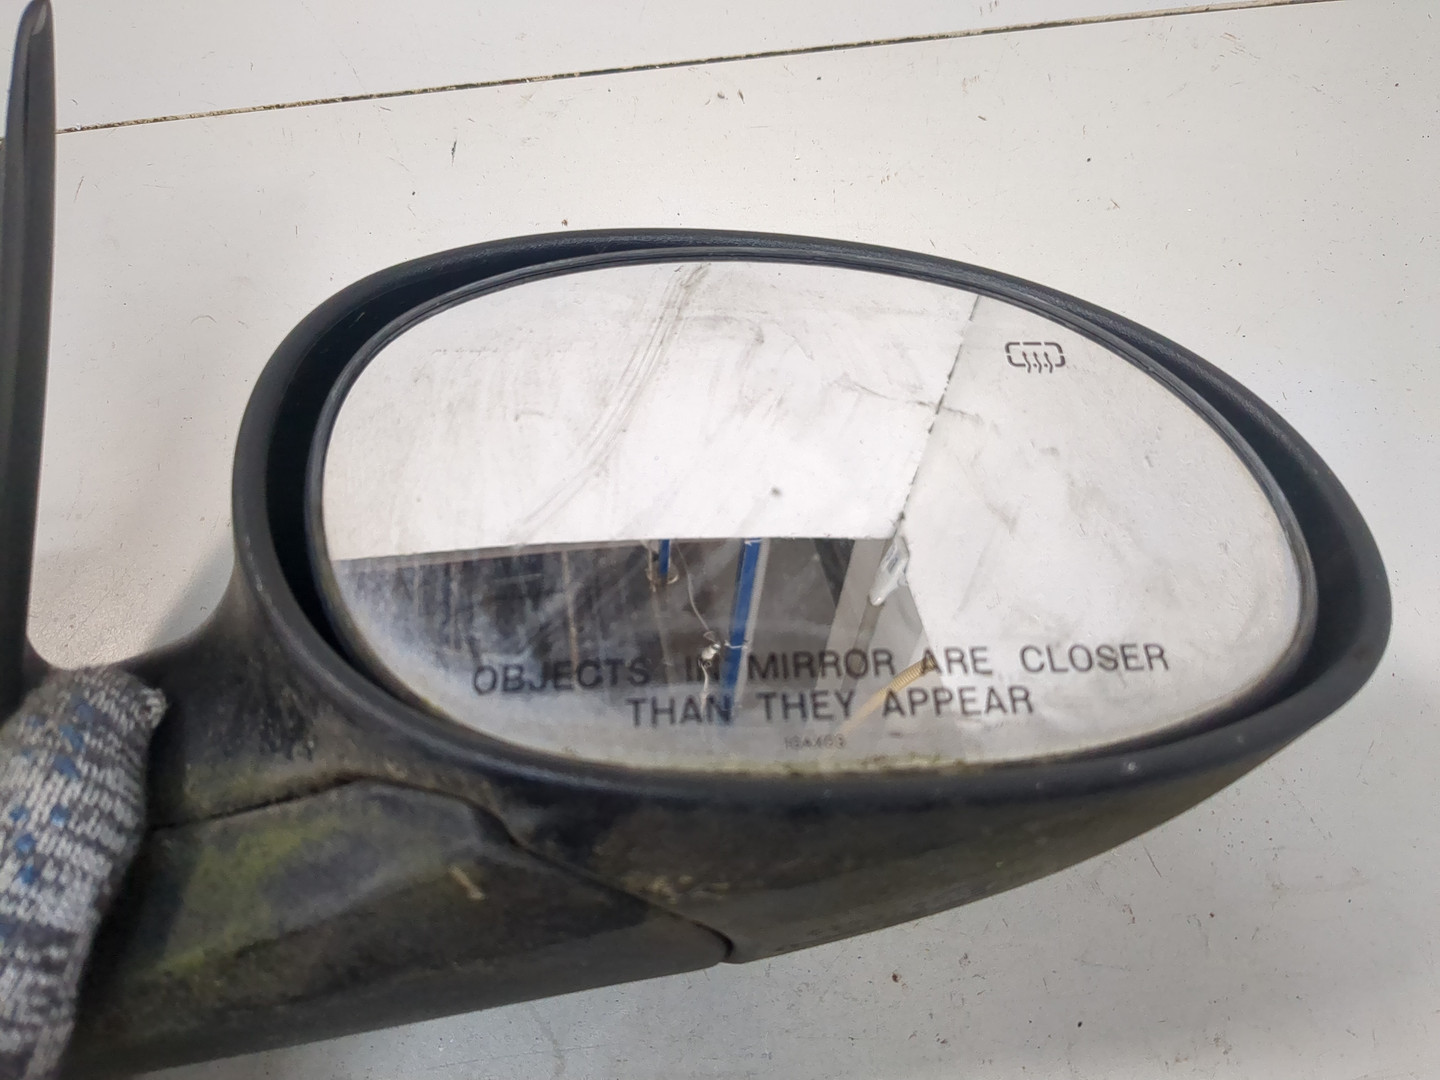 OBJECTS IN MIRROR ARE CLOSER
THAN THEY APPEAR